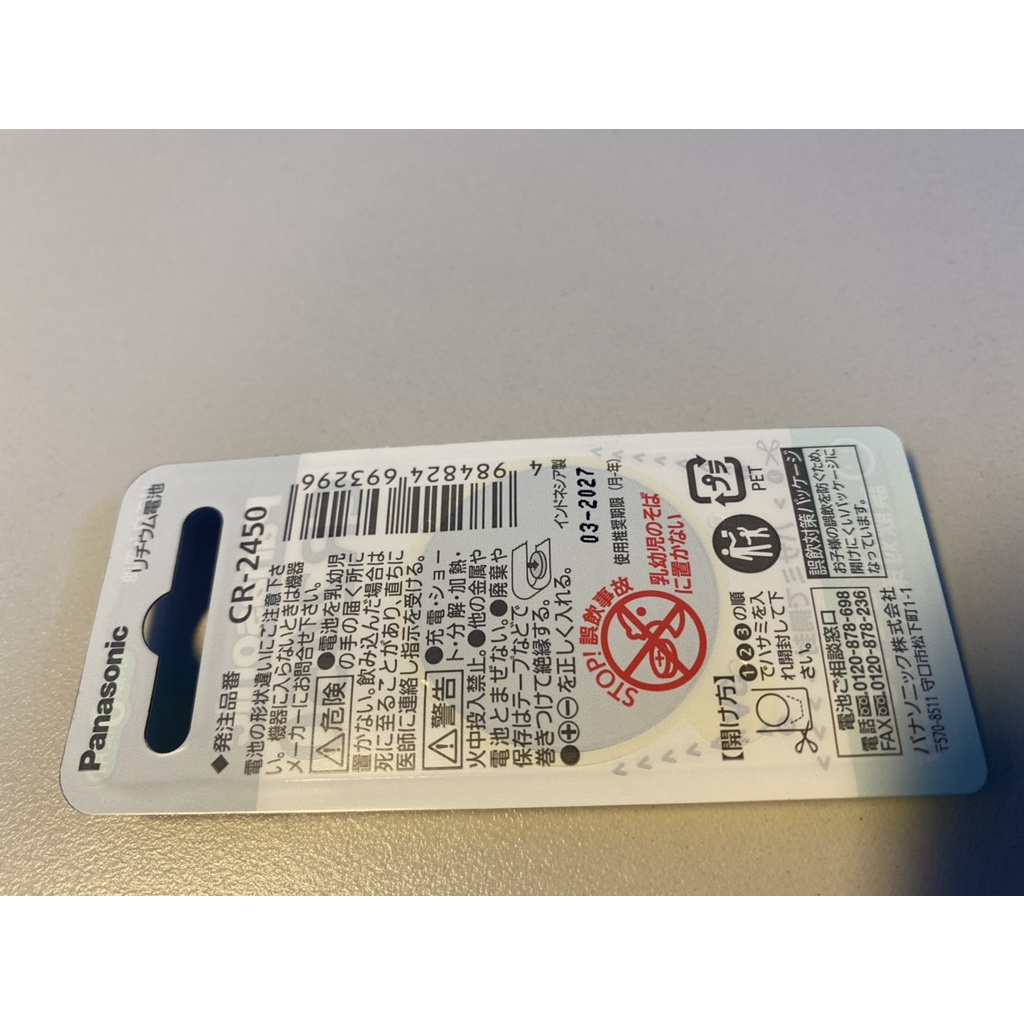 Panasonic
リチウム電池
◆発注品番 CR-2450
電池の形状違いにご注意下さ
い。機器に入らないときは機器
メーカーにお問合せ下さい。
⚠危険 ●電池を乳幼児
の手の届く所に
置かない。飲み込んだ場合は
死に至ることがあり、直ちに
医師に連絡し指示を受ける。
⚠警告 ●充電・ショー
ト・分解・加熱・
火中投入禁止。●他の金属や
電池とまぜない。●廃棄や
保存はテープなどで
巻きつけて絶縁する。
●⊕⊖を正しく入れる。
4 984824 693296
インドネシア製
03-2027
使用推奨期限（月-年）
STOP! 誤飲事故
乳幼児のそば
に置かない
【開け方】
❶❷❸の順
でハサミを入
れ開封して下
さい。
プラ
PET
誤飲対策パッケージ
お子様の誤飲を防ぐため、
開けにくいパッケージに
なっています。
電池ご相談窓口
電話 0120-878-698
FAX 0120-878-236
パナソニック株式会社
〒570-8511 守口市松下町1-1